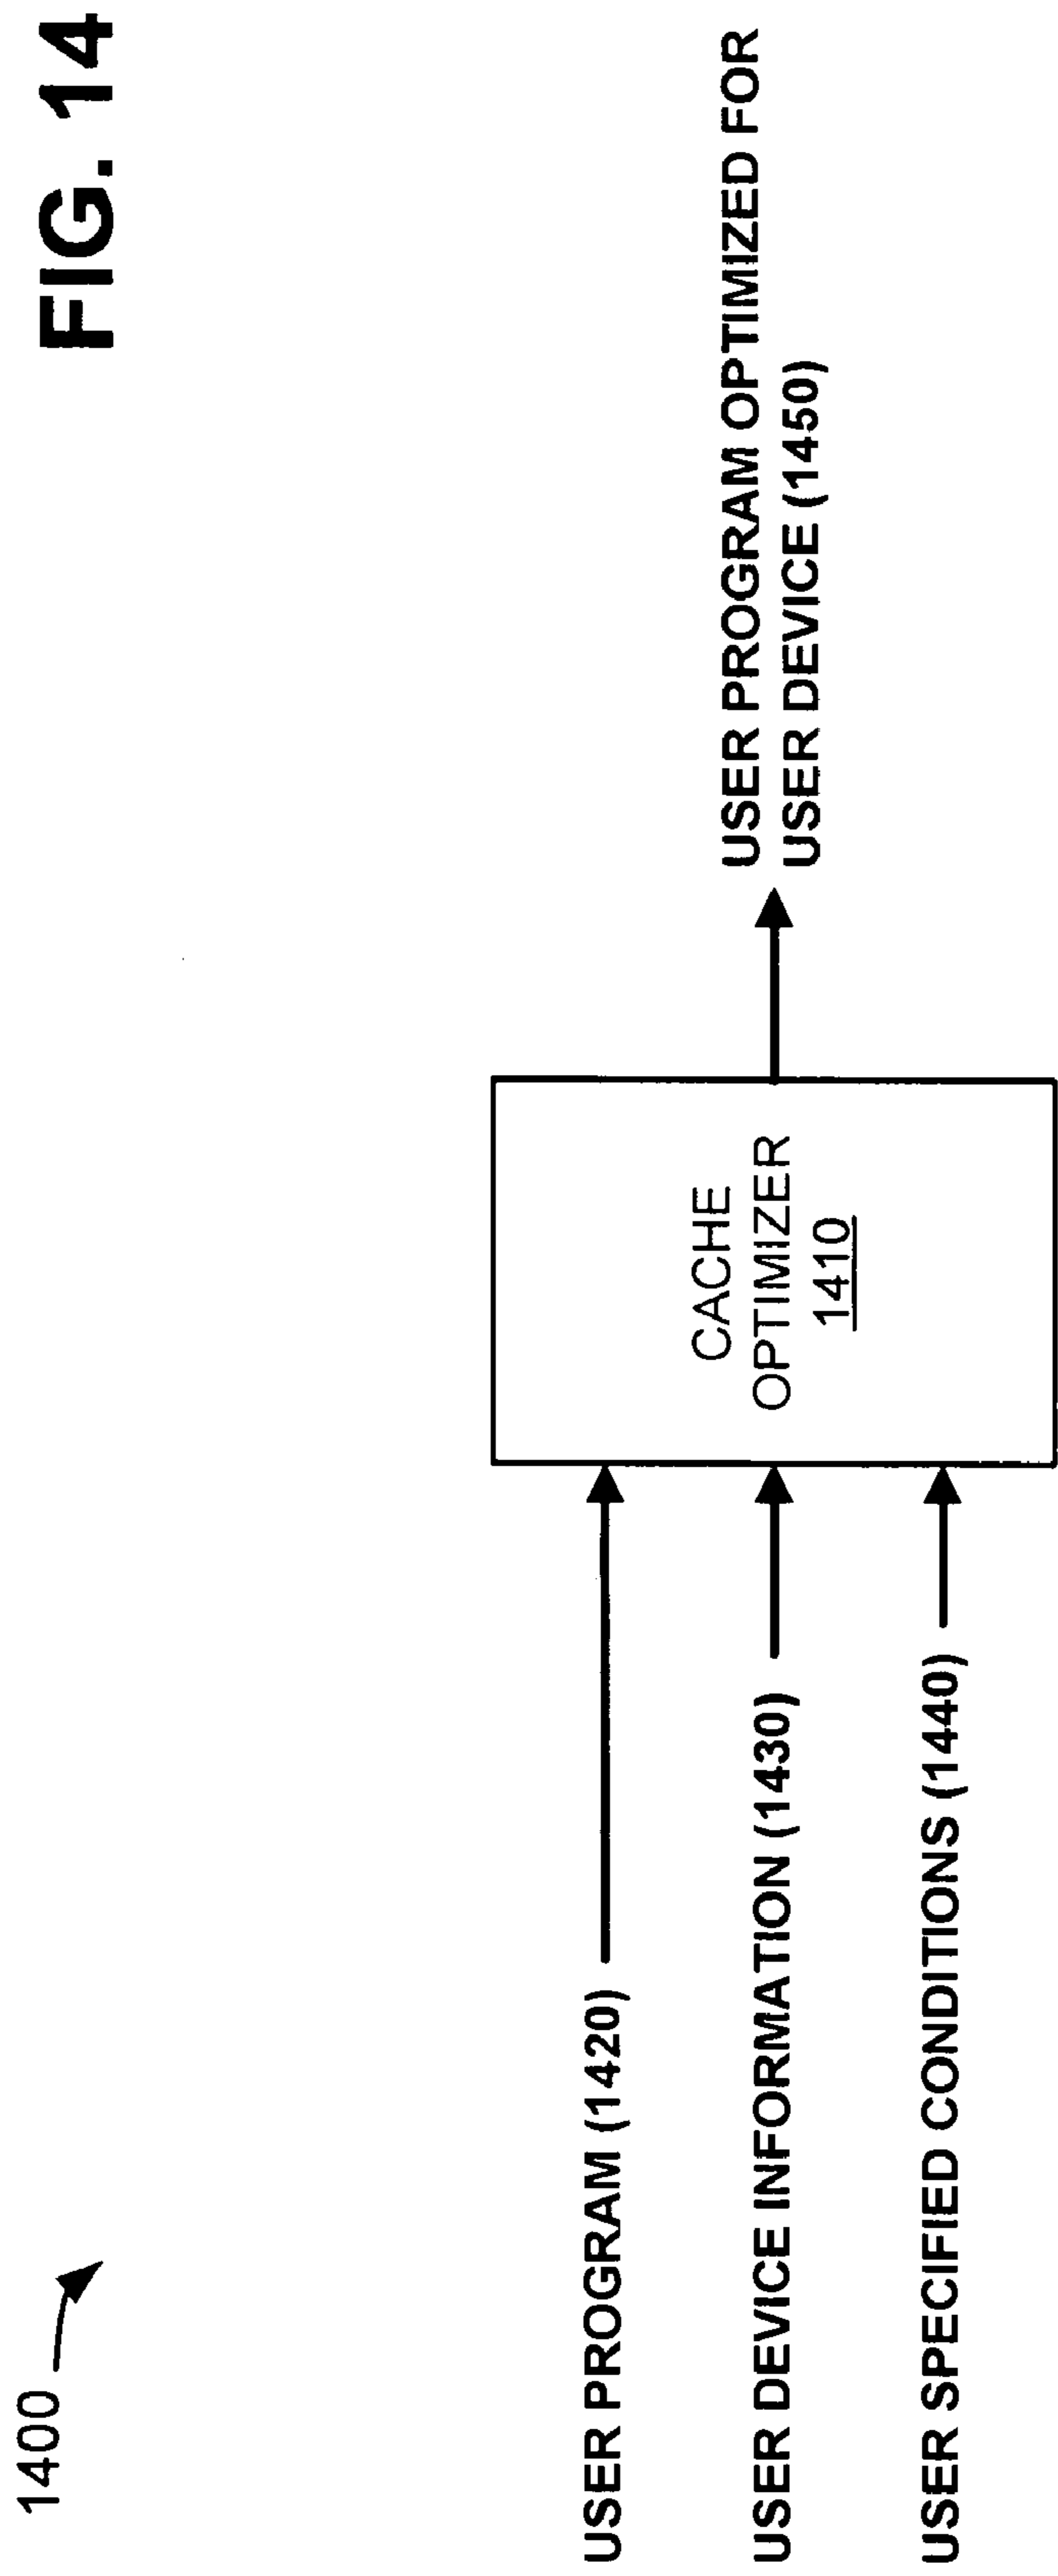 FIG. 14
1400
USER PROGRAM (1420)
USER DEVICE INFORMATION (1430)
USER SPECIFIED CONDITIONS (1440)
CACHE
OPTIMIZER
1410
USER PROGRAM OPTIMIZED FOR
USER DEVICE (1450)